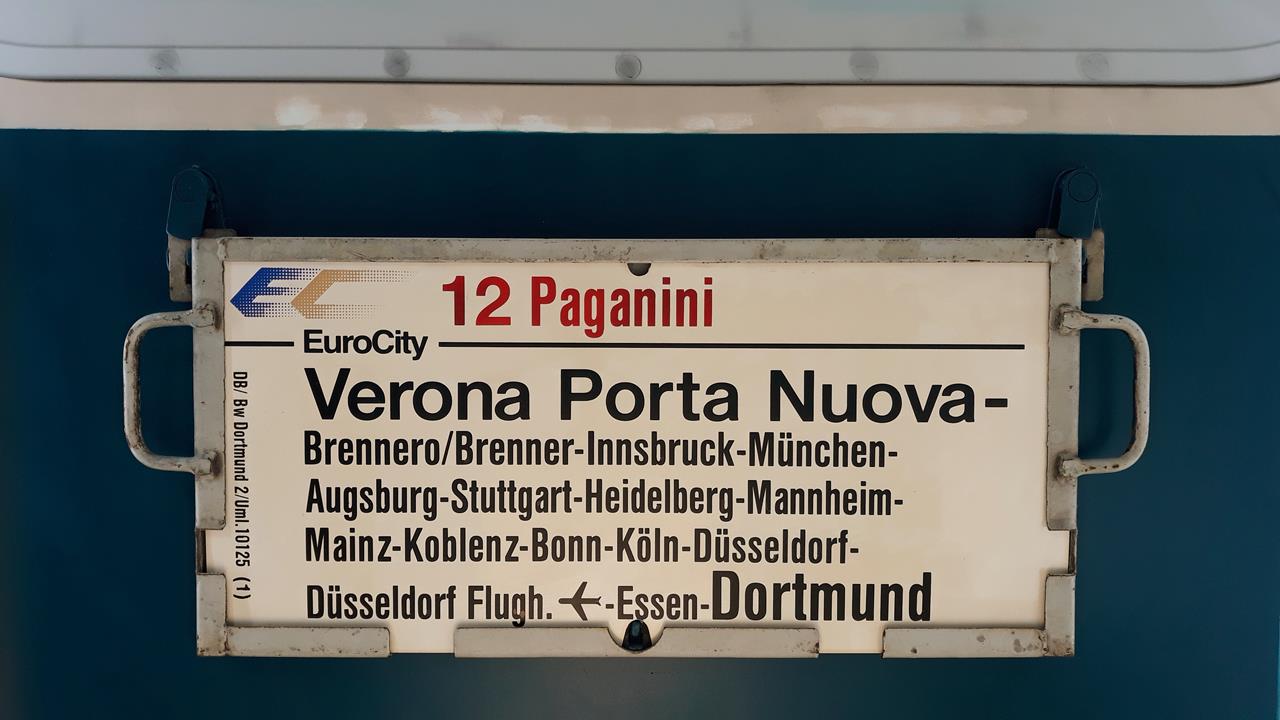 EC
12 Paganini
EuroCity
Verona Porta Nuova-
Brennero/Brenner-Innsbruck-München-
Augsburg-Stuttgart-Heidelberg-Mannheim-
Mainz-Koblenz-Bonn-Köln-Düsseldorf-
Düsseldorf Flugh. -Essen-Dortmund
DB/ Bw Dortmund 2/Uml.10125 (1)